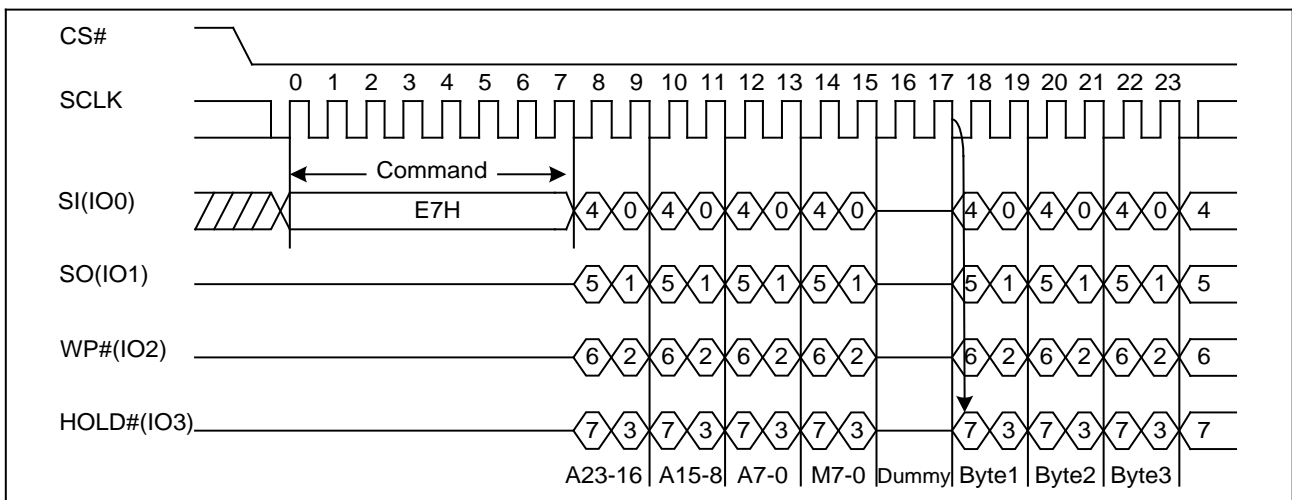 CS#
0 1 2 3 4 5 6 7 8 9 10 11 12 13 14 15 16 17 18 19 20 21 22 23
SCLK
Command
SI(IO0) E7H 4 0 4 0 4 0 4 0 4 0 4 0 4 0 4
SO(IO1) 5 1 5 1 5 1 5 1 5 1 5 1 5 1 5
WP#(IO2) 6 2 6 2 6 2 6 2 6 2 6 2 6 2 6
HOLD#(IO3) 7 3 7 3 7 3 7 3 7 3 7 3 7 3 7
A23-16 A15-8 A7-0 M7-0 Dummy Byte1 Byte2 Byte3